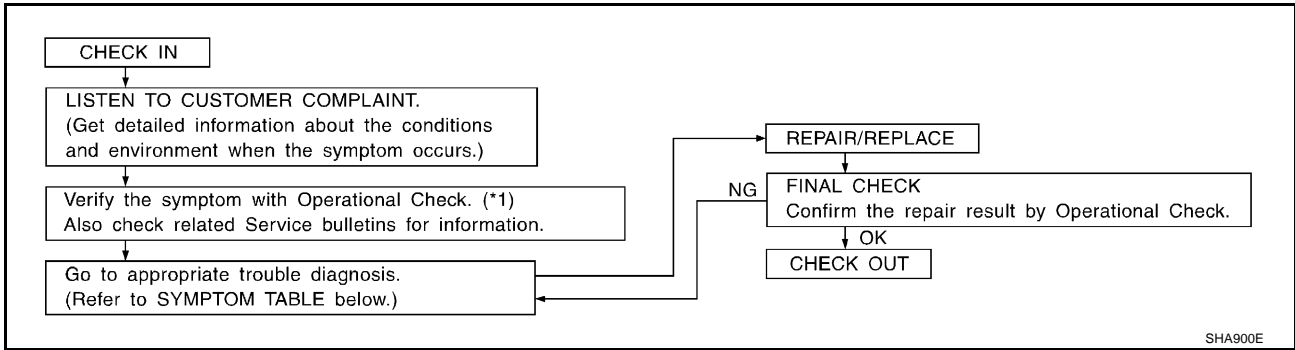 CHECK IN
LISTEN TO CUSTOMER COMPLAINT.
(Get detailed information about the conditions
and environment when the symptom occurs.)
Verify the symptom with Operational Check. (*1)
Also check related Service bulletins for information.
Go to appropriate trouble diagnosis.
(Refer to SYMPTOM TABLE below.)
REPAIR/REPLACE
NG
FINAL CHECK
Confirm the repair result by Operational Check.
OK
CHECK OUT
SHA900E